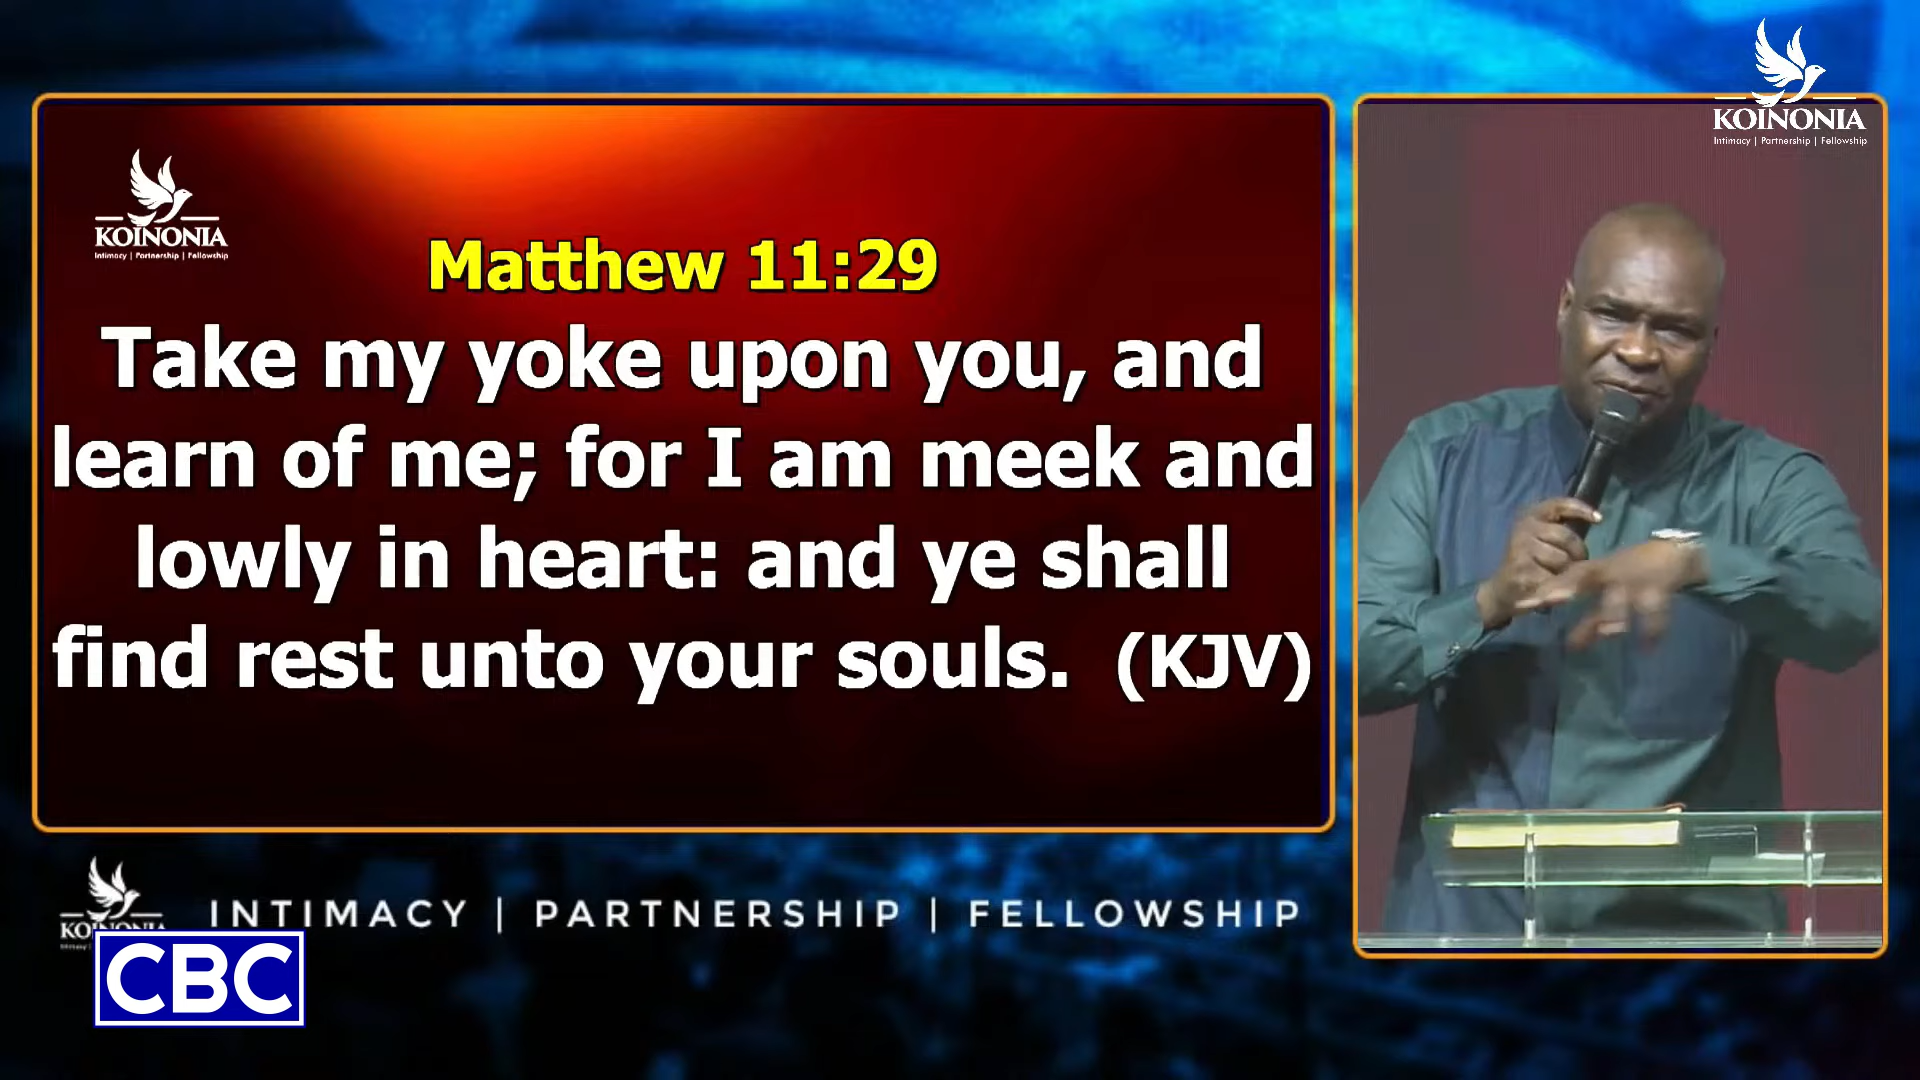 KOINONIA
Intimacy | Partnership | Fellowship
KOINONIA
Intimacy | Partnership | Fellowship
Matthew 11:29
Take my yoke upon you, and
learn of me; for I am meek and
lowly in heart: and ye shall
find rest unto your souls. (KJV)
KOINONIA
INTIMACY | PARTNERSHIP | FELLOWSHIP
CBC